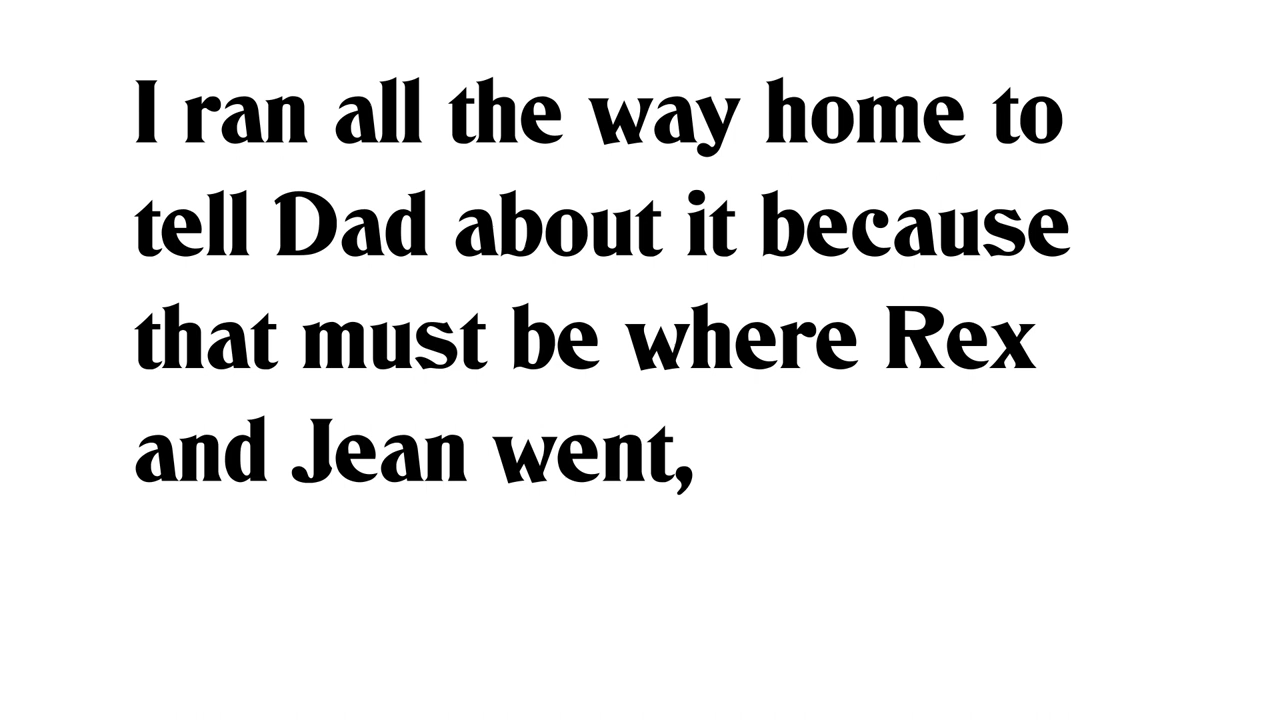 I ran all the way home to
tell Dad about it because
that must be where Rex
and Jean went,